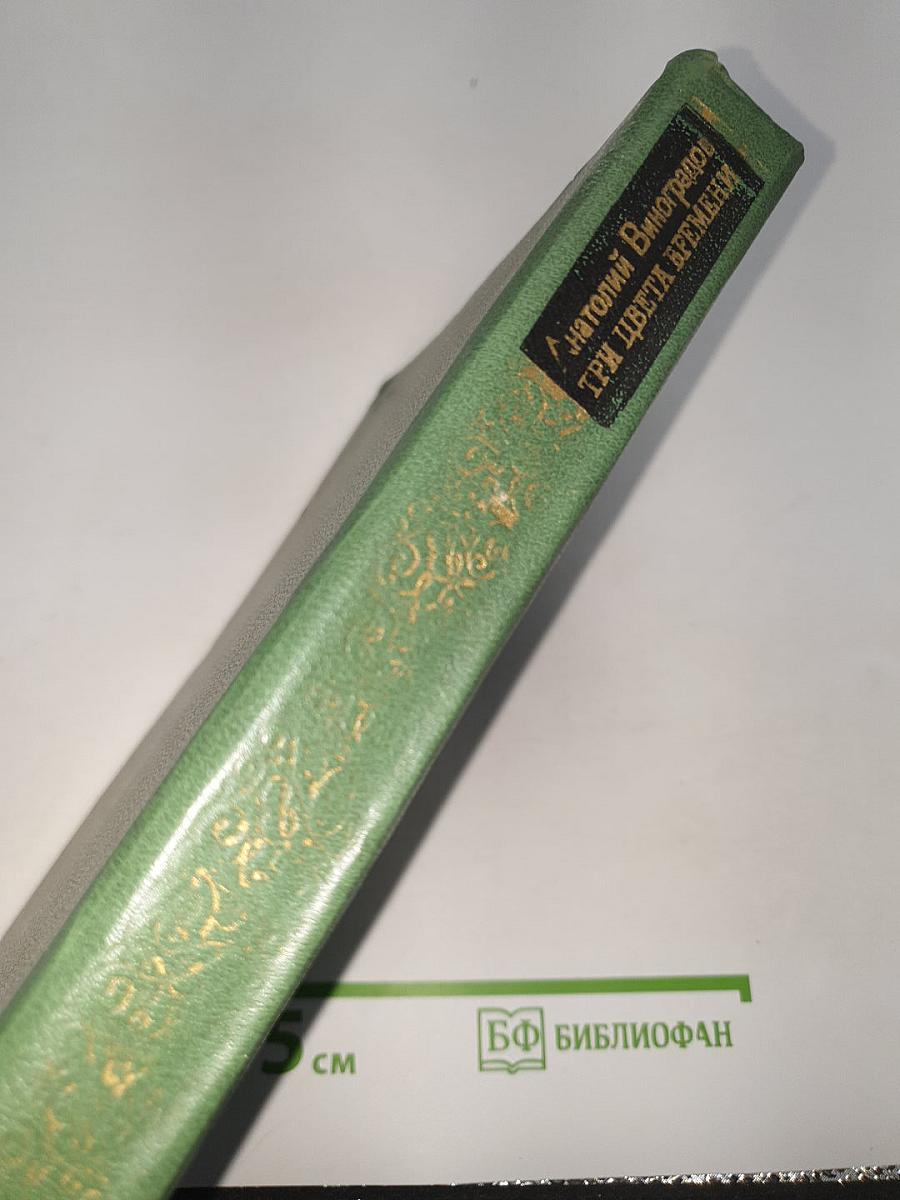 Анатолий Виноградов
ТРИ ЦВЕТА ВРЕМЕНИ
5 см
БФ БИБЛИОФАН